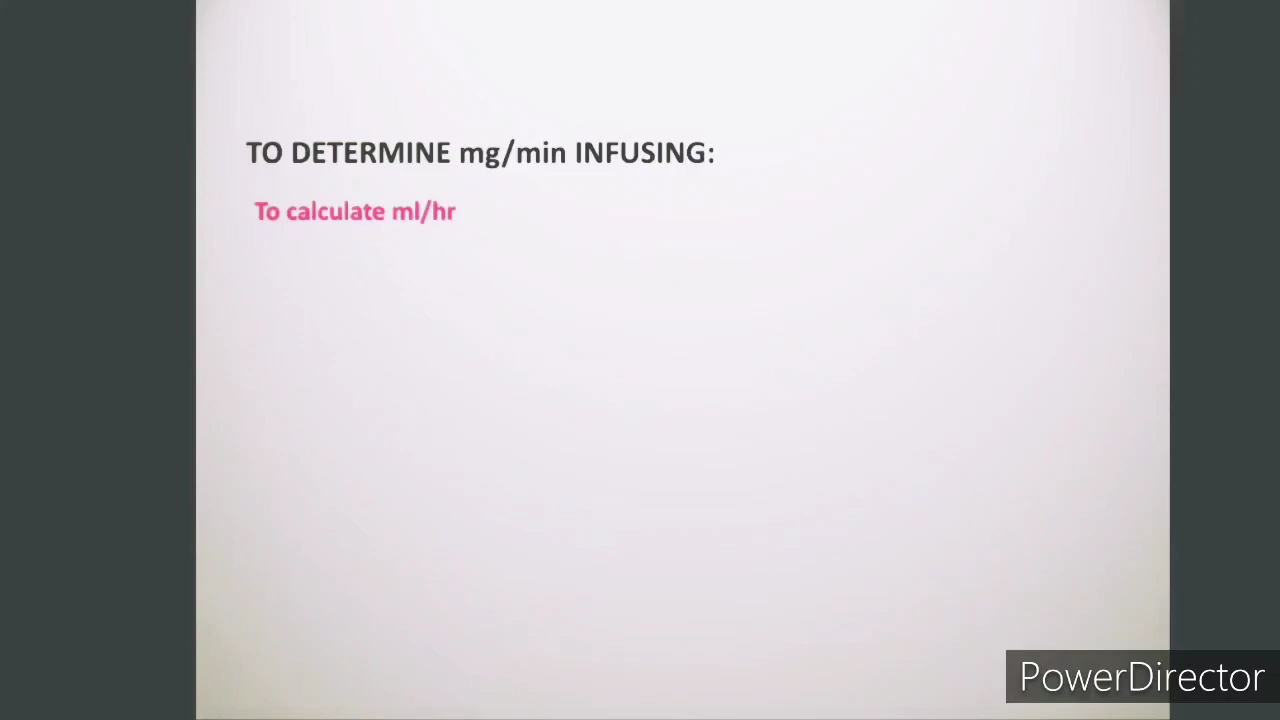 TO DETERMINE mg/min INFUSING:
To calculate ml/hr
PowerDirector